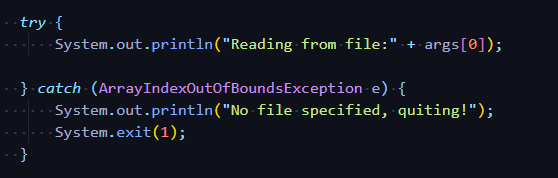 try {
    System.out.println("Reading from file:" + args[0]);
} catch (ArrayIndexOutOfBoundsException e) {
    System.out.println("No file specified, quiting!");
    System.exit(1);
}